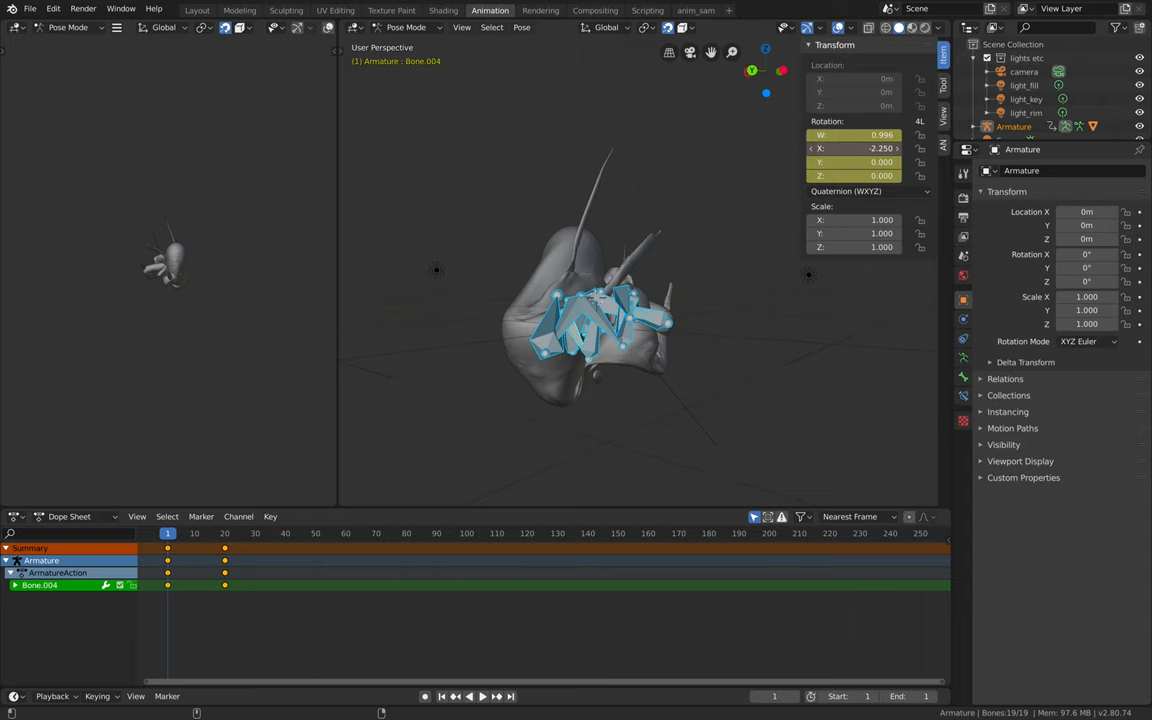 File Edit Render Window Help Layout Modeling Sculpting UV Editing Texture Paint Shading Animation Rendering Compositing Scripting anim_sam + Scene View Layer
Pose Mode Global Pose Mode View Select Pose Global
User Perspective
(1) Armature : Bone.004
Z
Y
Transform
Location:
X: 0m
Y: 0m
Z: 0m
Rotation: 4L
W: 0.996
X: -2.250
Y: 0.000
Z: 0.000
Quaternion (WXYZ)
Scale:
X: 1.000
Y: 1.000
Z: 1.000
Item
Tool
View
AN
Scene Collection
lights etc
camera
light_fill
light_key
light_rim
Armature
Armature
Armature
Transform
Location X 0m
Y 0m
Z 0m
Rotation X 0°
Y 0°
Z 0°
Scale X 1.000
Y 1.000
Z 1.000
Rotation Mode XYZ Euler
Delta Transform
Relations
Collections
Instancing
Motion Paths
Visibility
Viewport Display
Custom Properties
Dope Sheet View Select Marker Channel Key Nearest Frame
1 10 20 30 40 50 60 70 80 90 100 110 120 130 140 150 160 170 180 190 200 210 220 230 240 250
Summary
Armature
ArmatureAction
Bone.004
Playback Keying View Marker 1 Start: 1 End: 1
Armature | Bones:19/19 | Mem: 97.6 MB | v2.80.74